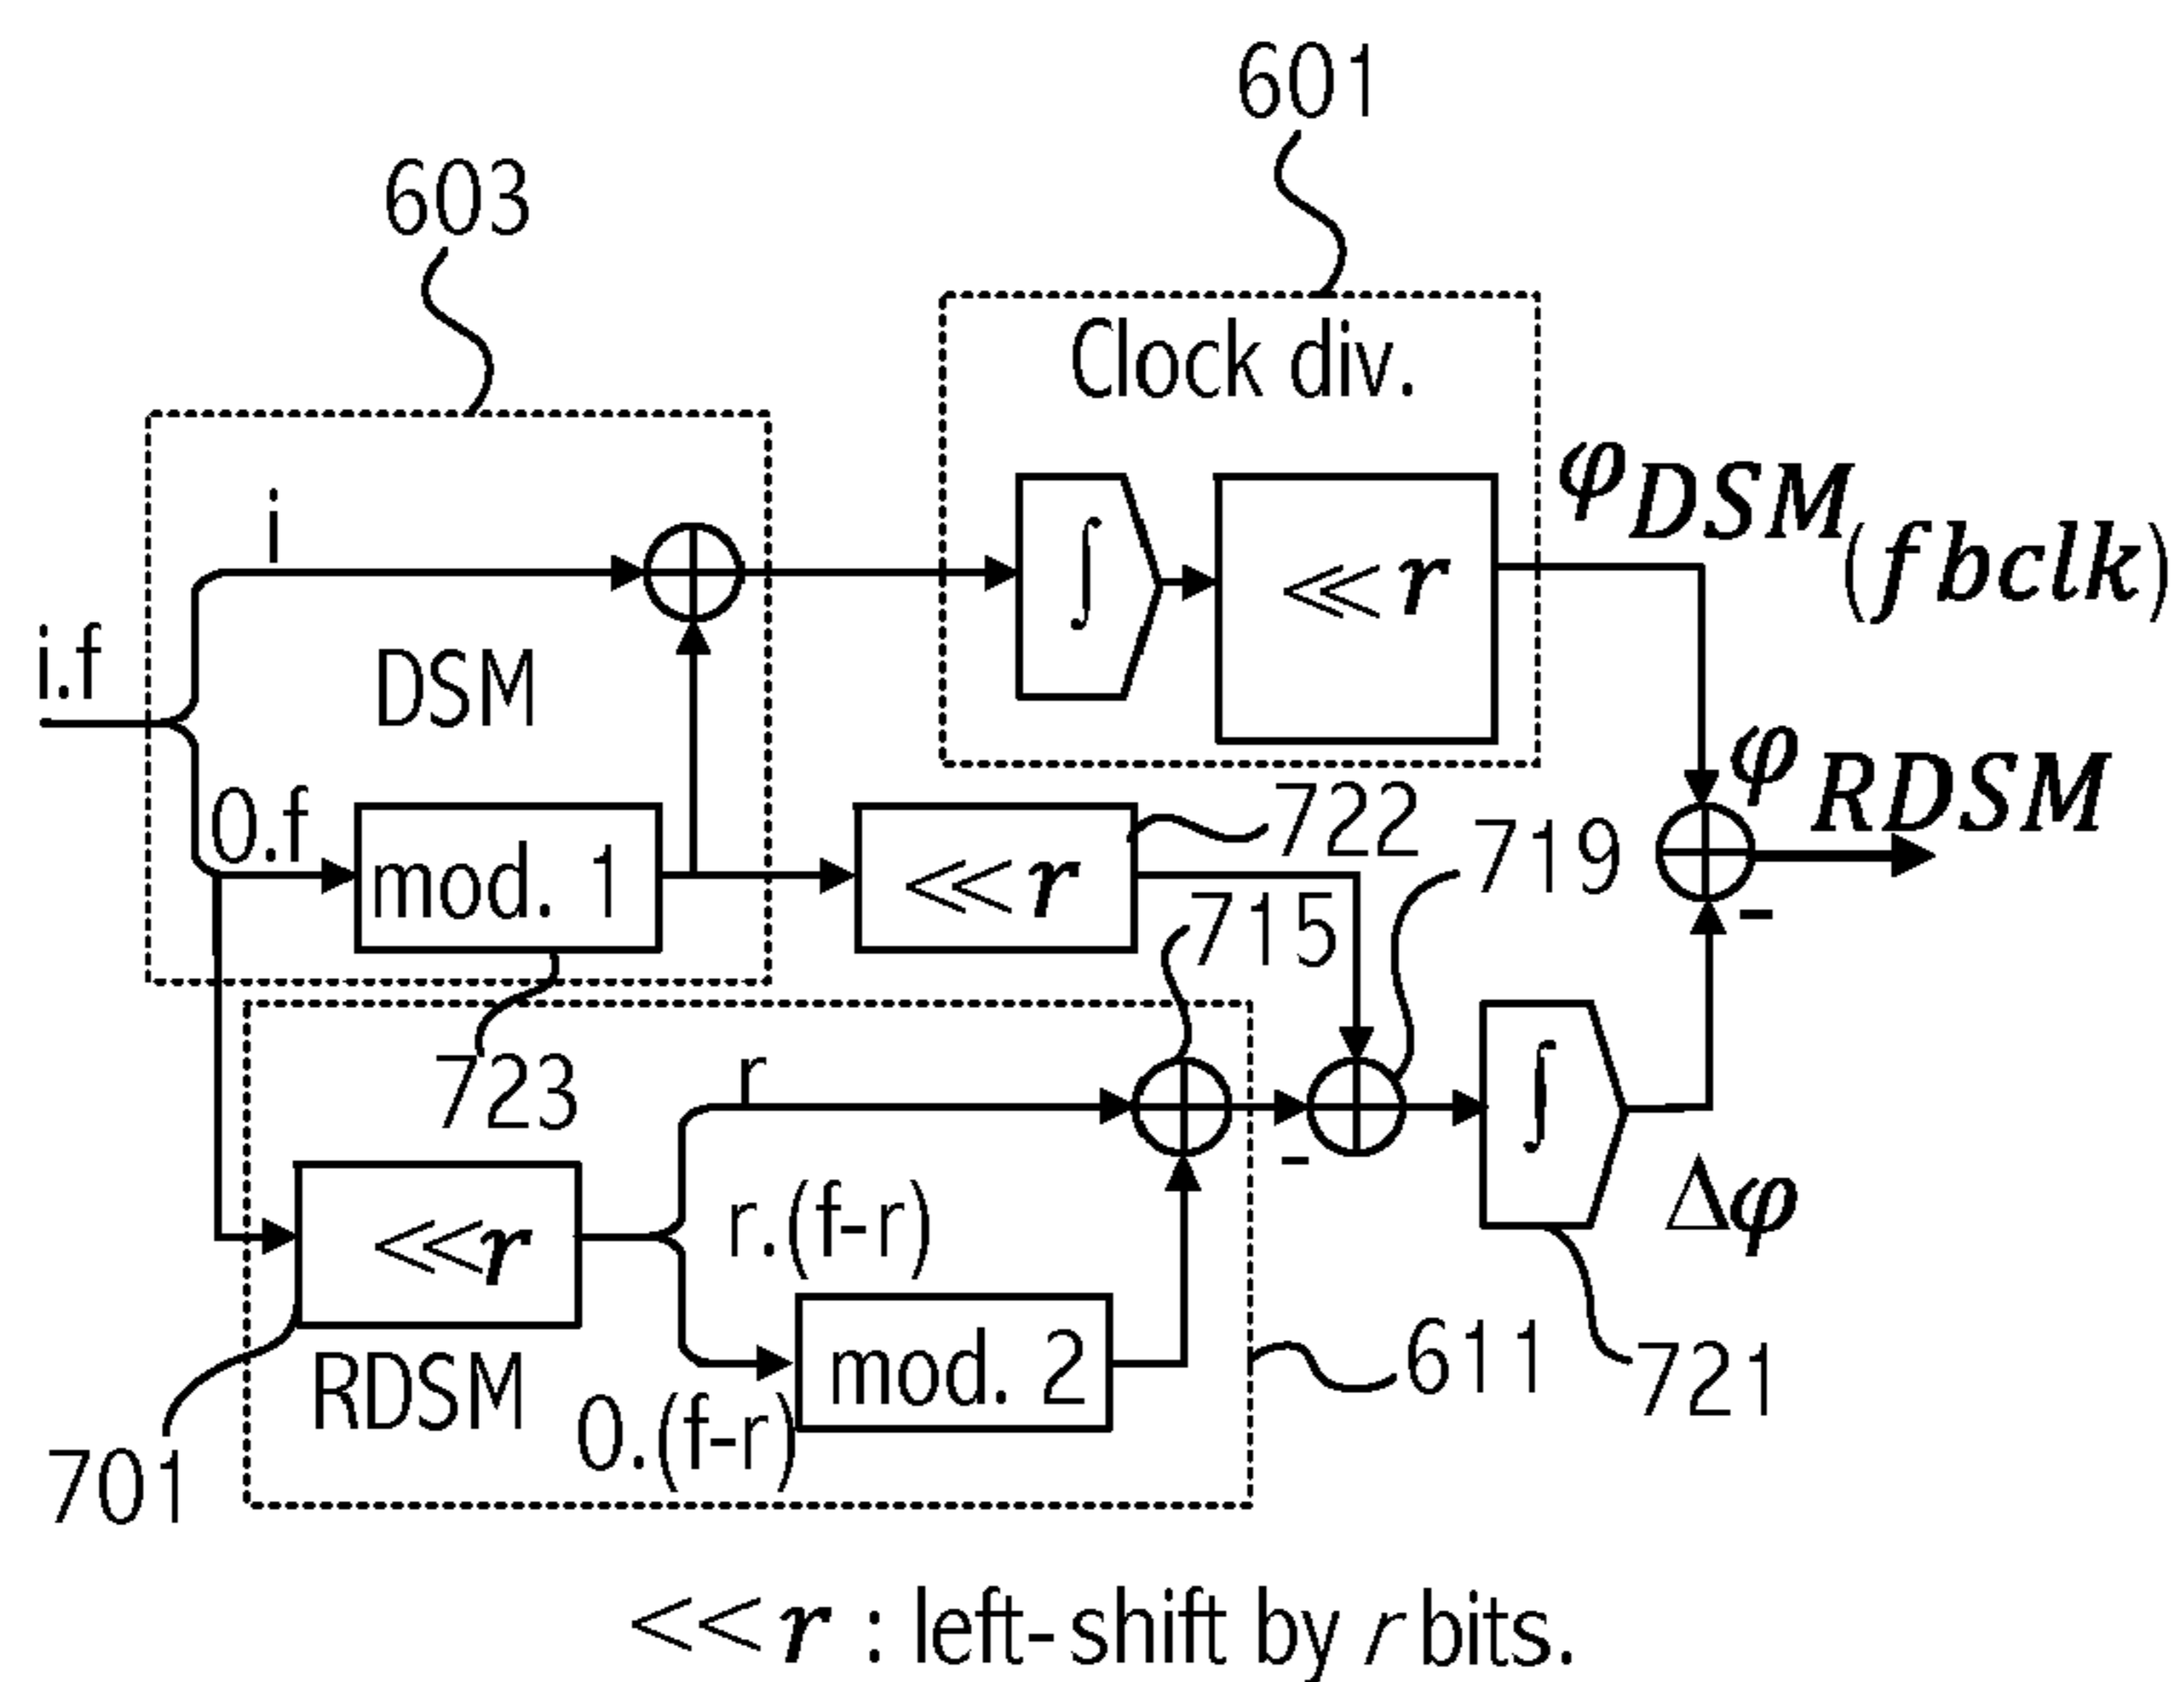 601
603
Clock div.
i
∫
<<r
φDSM(fbclk)
i.f
DSM
φRDSM
0.f
mod. 1
<<r
722
719
715
-
723
r
∫
-
Δφ
<<r
r.(f-r)
mod. 2
611
721
RDSM
0.(f-r)
701
<<r : left-shift by r bits.